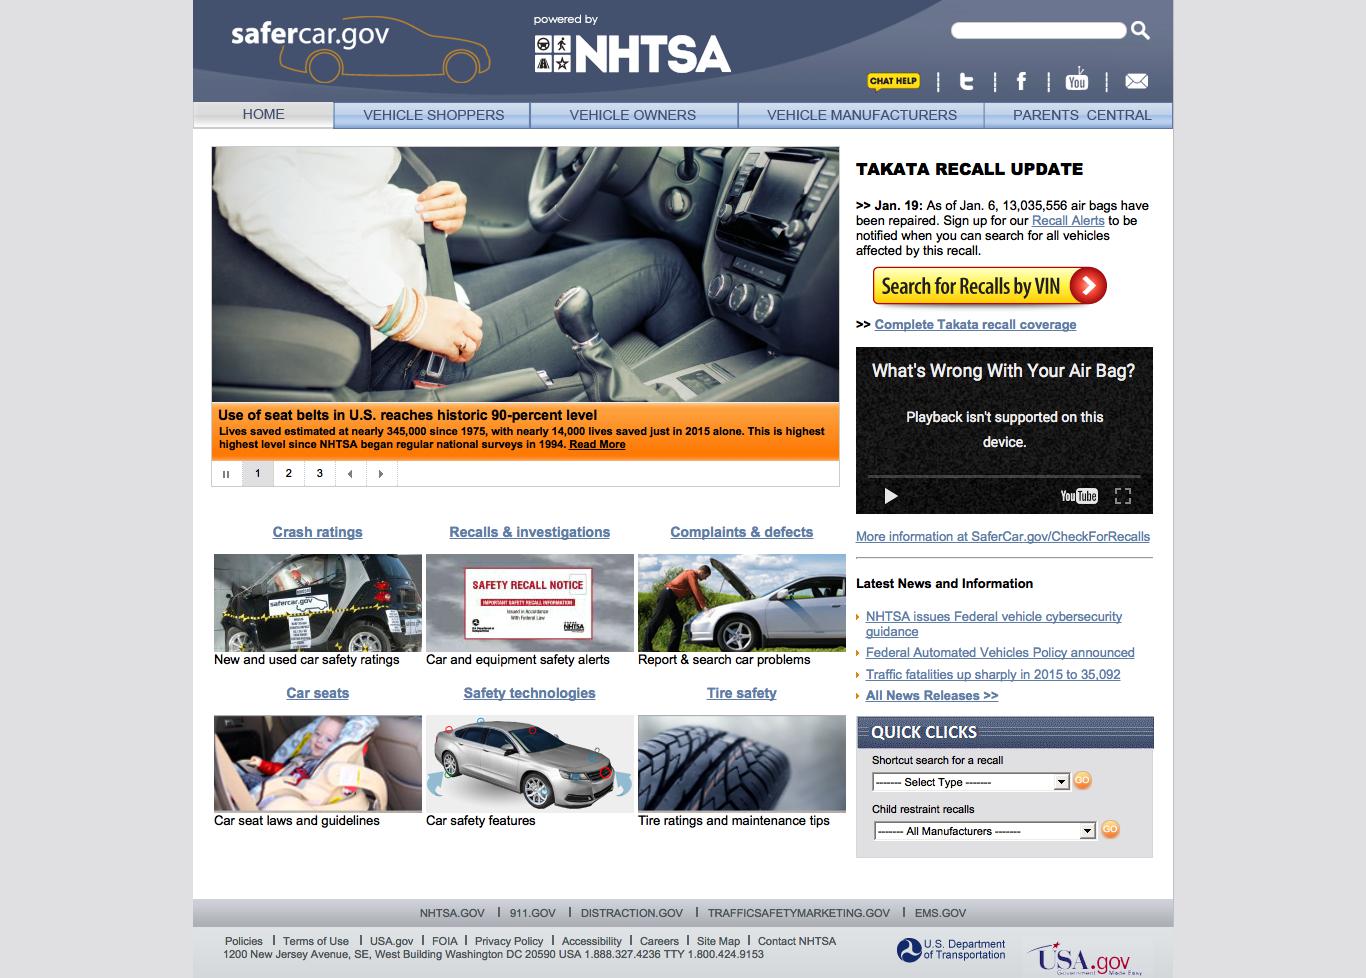 safercar.gov
powered by
NHTSA
CHAT HELP
You
HOME
VEHICLE SHOPPERS
VEHICLE OWNERS
VEHICLE MANUFACTURERS
PARENTS CENTRAL
Use of seat belts in U.S. reaches historic 90-percent level
Lives saved estimated at nearly 345,000 since 1975, with nearly 14,000 lives saved just in 2015 alone. This is highest
highest level since NHTSA began regular national surveys in 1994. Read More
1 2 3
TAKATA RECALL UPDATE
>> Jan. 19: As of Jan. 6, 13,035,556 air bags have
been repaired. Sign up for our Recall Alerts to be
notified when you can search for all vehicles
affected by this recall.
Search for Recalls by VIN
>> Complete Takata recall coverage
What's Wrong With Your Air Bag?
Playback isn't supported on this
device.
YouTube
More information at SaferCar.gov/CheckForRecalls
Crash ratings
safercar.gov
New and used car safety ratings
Recalls & investigations
SAFETY RECALL NOTICE
IMPORTANT SAFETY RECALL INFORMATION
Issued in Accordance
With Federal Law
NHTSA
Car and equipment safety alerts
Complaints & defects
Report & search car problems
Car seats
Car seat laws and guidelines
Safety technologies
Car safety features
Tire safety
Tire ratings and maintenance tips
Latest News and Information
NHTSA issues Federal vehicle cybersecurity
guidance
Federal Automated Vehicles Policy announced
Traffic fatalities up sharply in 2015 to 35,092
All News Releases >>
QUICK CLICKS
Shortcut search for a recall
------- Select Type -------
GO
Child restraint recalls
------- All Manufacturers -------
GO
NHTSA.GOV | 911.GOV | DISTRACTION.GOV | TRAFFICSAFETYMARKETING.GOV | EMS.GOV
Policies | Terms of Use | USA.gov | FOIA | Privacy Policy | Accessibility | Careers | Site Map | Contact NHTSA
1200 New Jersey Avenue, SE, West Building Washington DC 20590 USA 1.888.327.4236 TTY 1.800.424.9153
U.S. Department
of Transportation
USA.gov
Government Made Easy